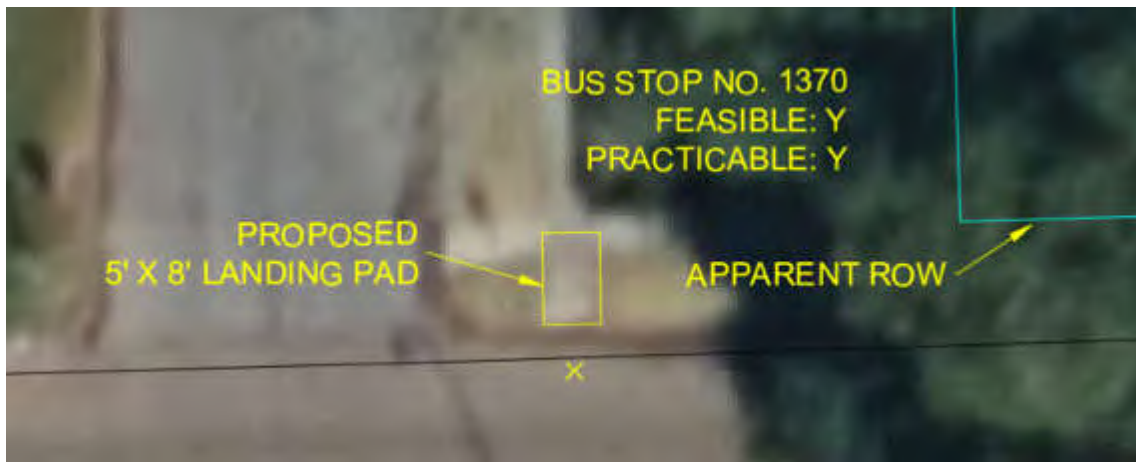 BUS STOP NO. 1370
FEASIBLE: Y
PRACTICABLE: Y
PROPOSED
5' X 8' LANDING PAD
APPARENT ROW